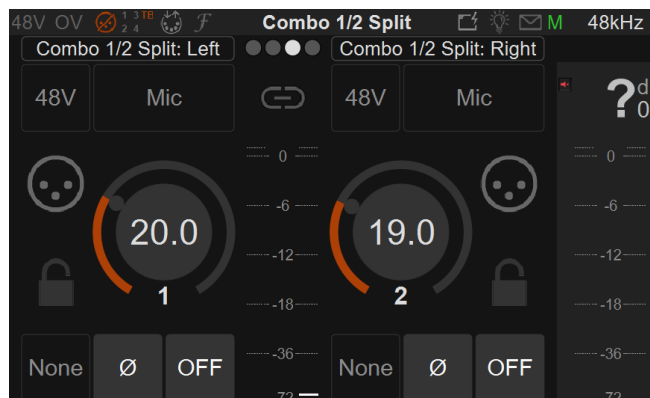 48V OV 1 3 TB 2 4 F Combo 1/2 Split M 48kHz
Combo 1/2 Split: Left Combo 1/2 Split: Right
48V Mic 48V Mic ? d
0
0 0
-6 -6
20.0 19.0
-12
1 2
-18 -18
-36 -36
None Ø OFF None Ø OFF